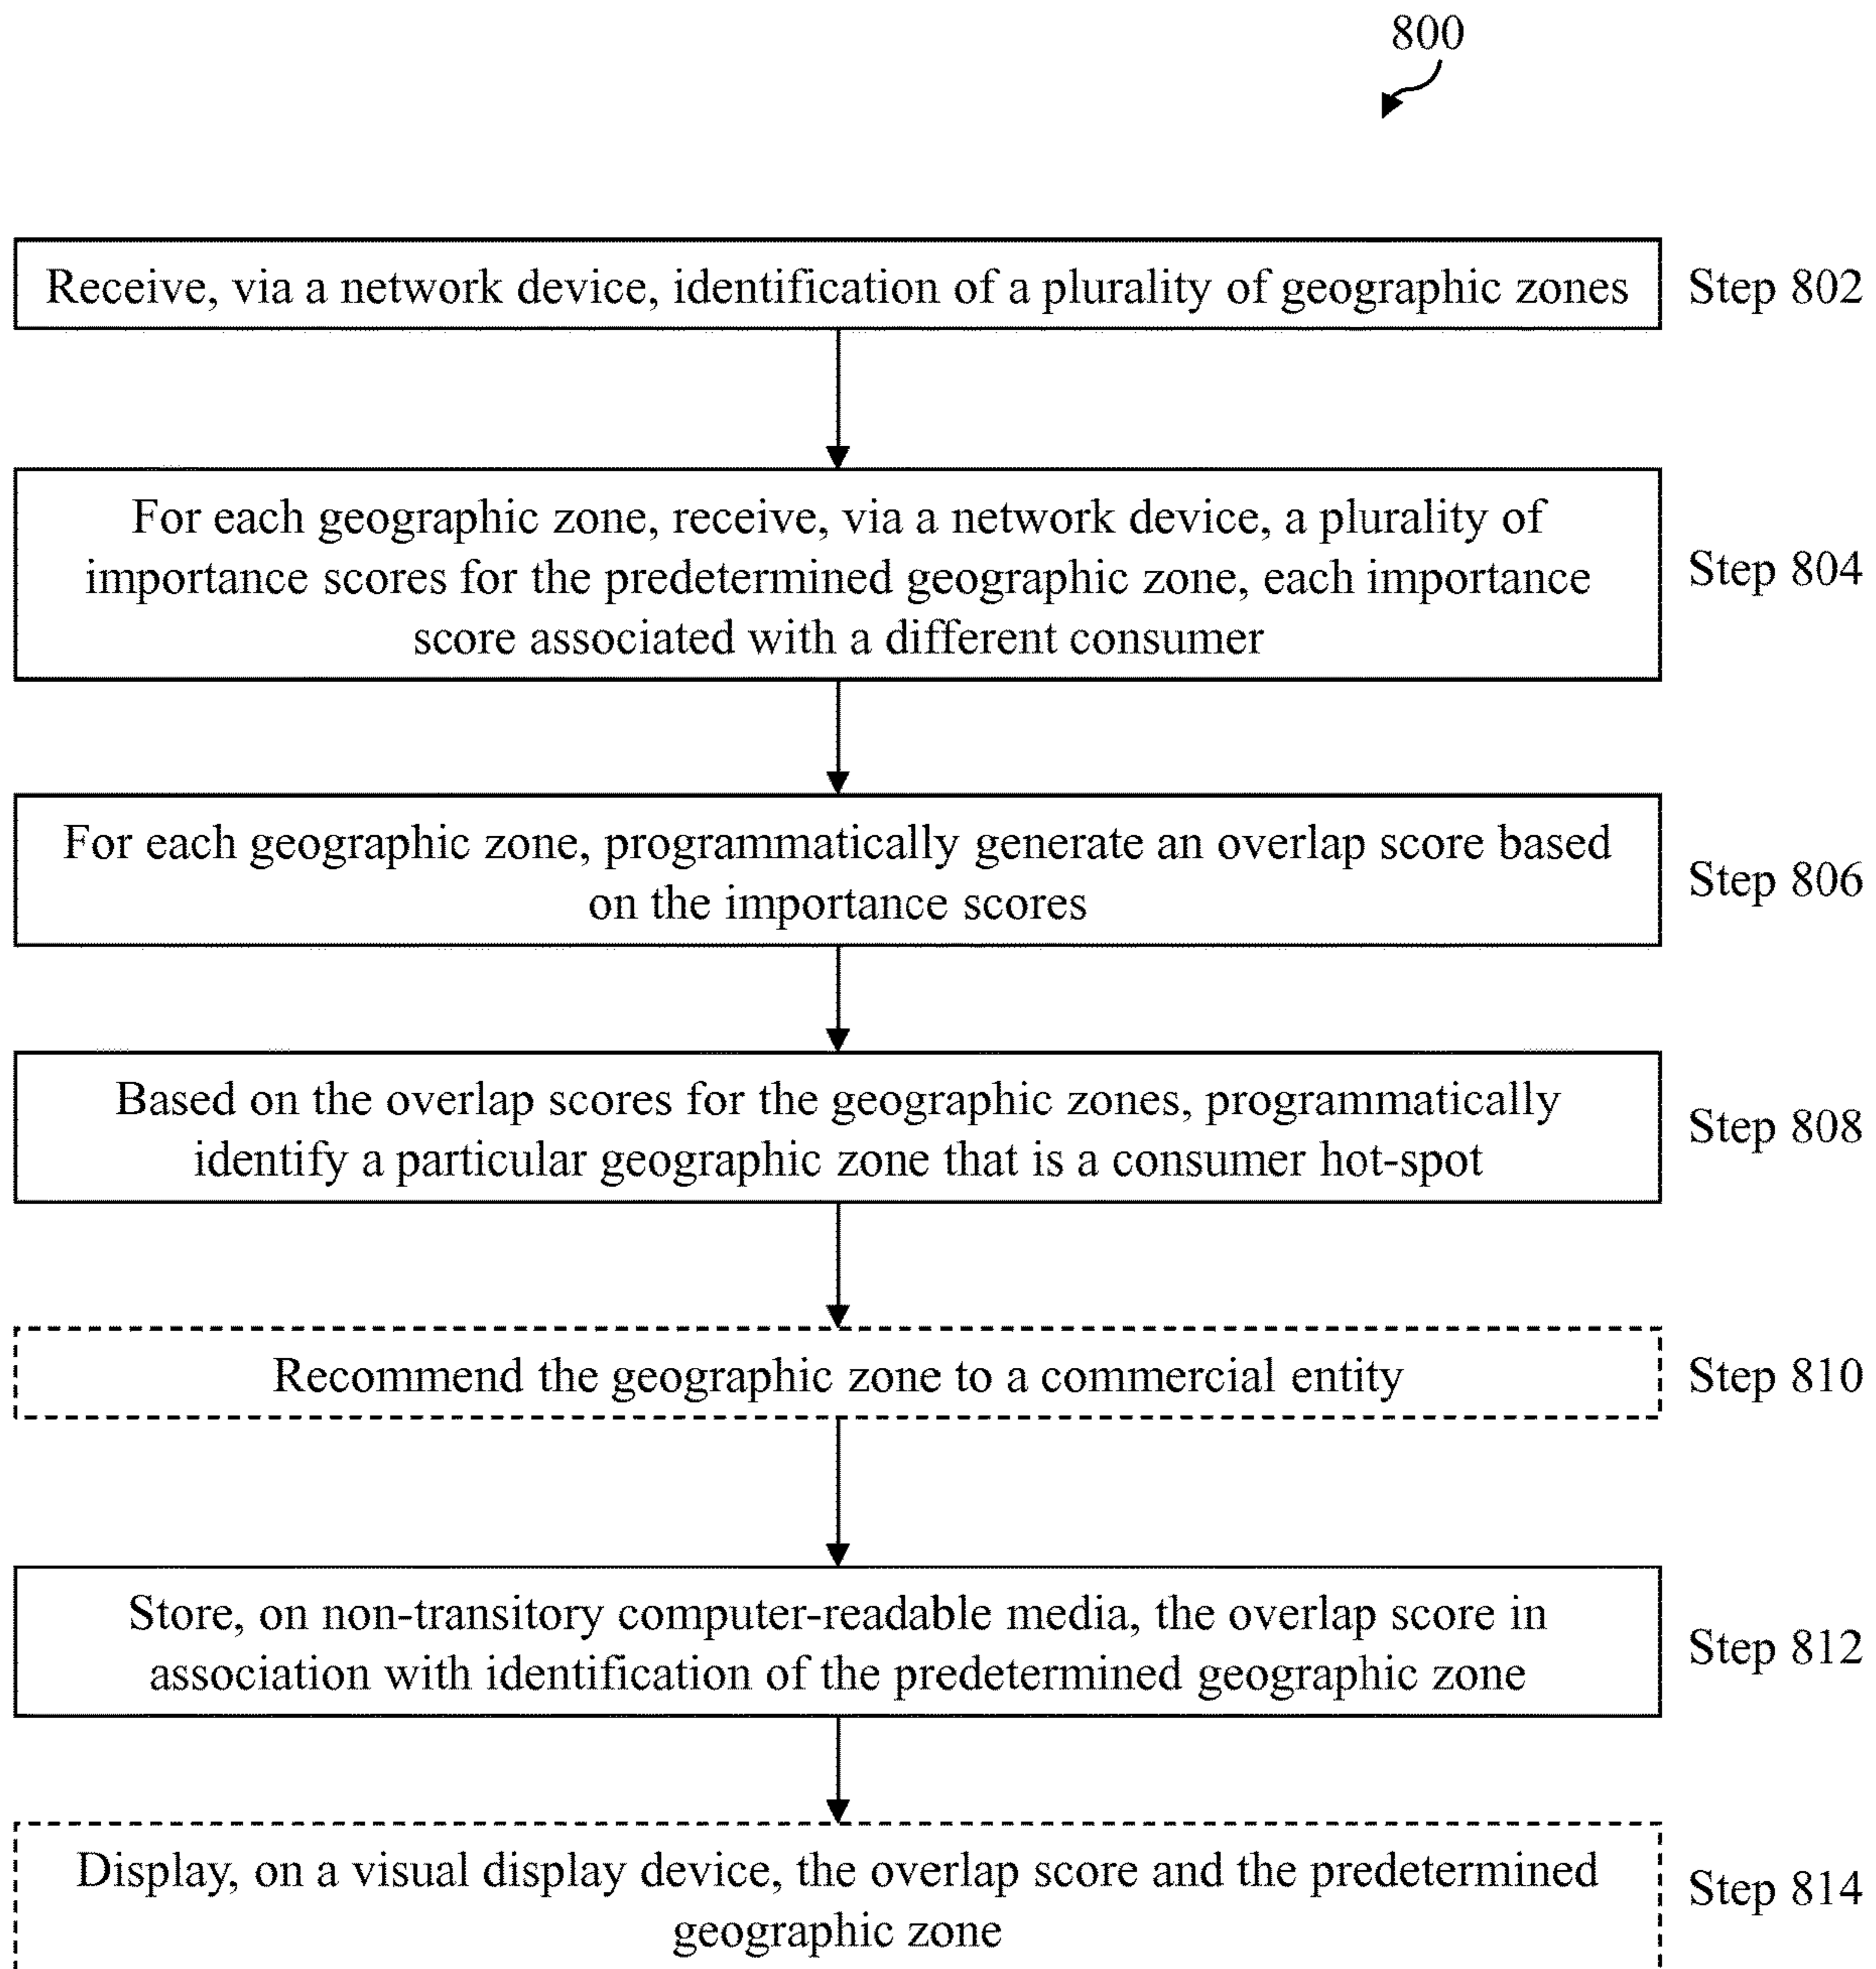 800
Receive, via a network device, identification of a plurality of geographic zones
Step 802
For each geographic zone, receive, via a network device, a plurality of
importance scores for the predetermined geographic zone, each importance
score associated with a different consumer
Step 804
For each geographic zone, programmatically generate an overlap score based
on the importance scores
Step 806
Based on the overlap scores for the geographic zones, programmatically
identify a particular geographic zone that is a consumer hot-spot
Step 808
Recommend the geographic zone to a commercial entity
Step 810
Store, on non-transitory computer-readable media, the overlap score in
association with identification of the predetermined geographic zone
Step 812
Display, on a visual display device, the overlap score and the predetermined
geographic zone
Step 814